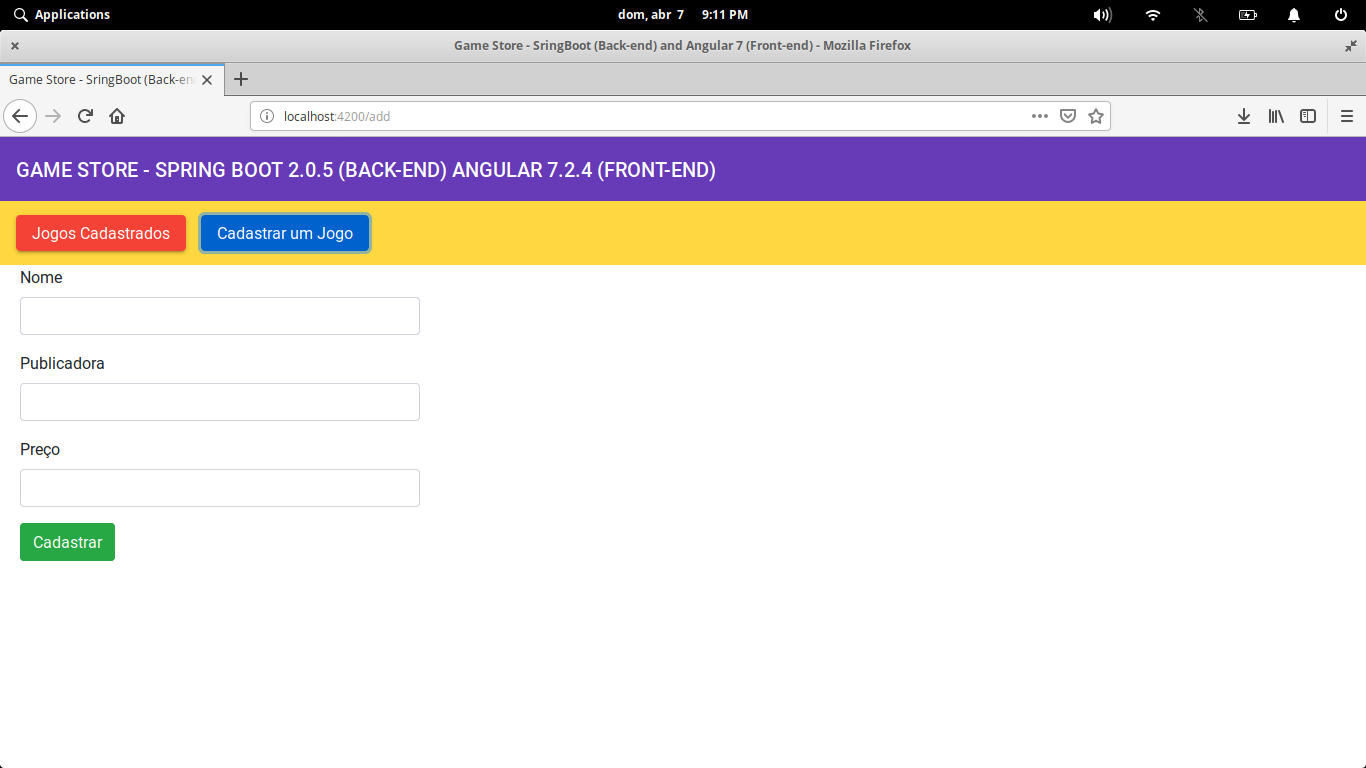 Applications
dom, abr 7 9:11 PM
Game Store - SringBoot (Back-end) and Angular 7 (Front-end) - Mozilla Firefox
Game Store - SringBoot (Back-en
localhost:4200/add
GAME STORE - SPRING BOOT 2.0.5 (BACK-END) ANGULAR 7.2.4 (FRONT-END)
Jogos Cadastrados Cadastrar um Jogo
Nome
Publicadora
Preço
Cadastrar